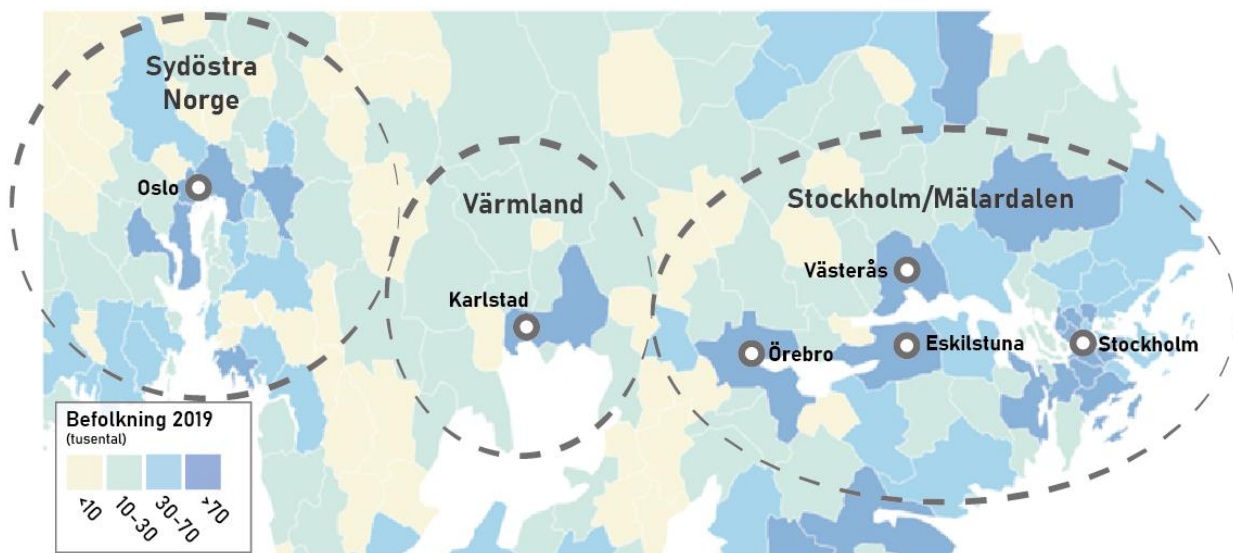 Sydöstra
Norge
Oslo
Värmland
Karlstad
Stockholm/Mälardalen
Västerås
Örebro
Eskilstuna
Stockholm
Befolkning 2019
(tusental)
<10
10-30
30-70
>70